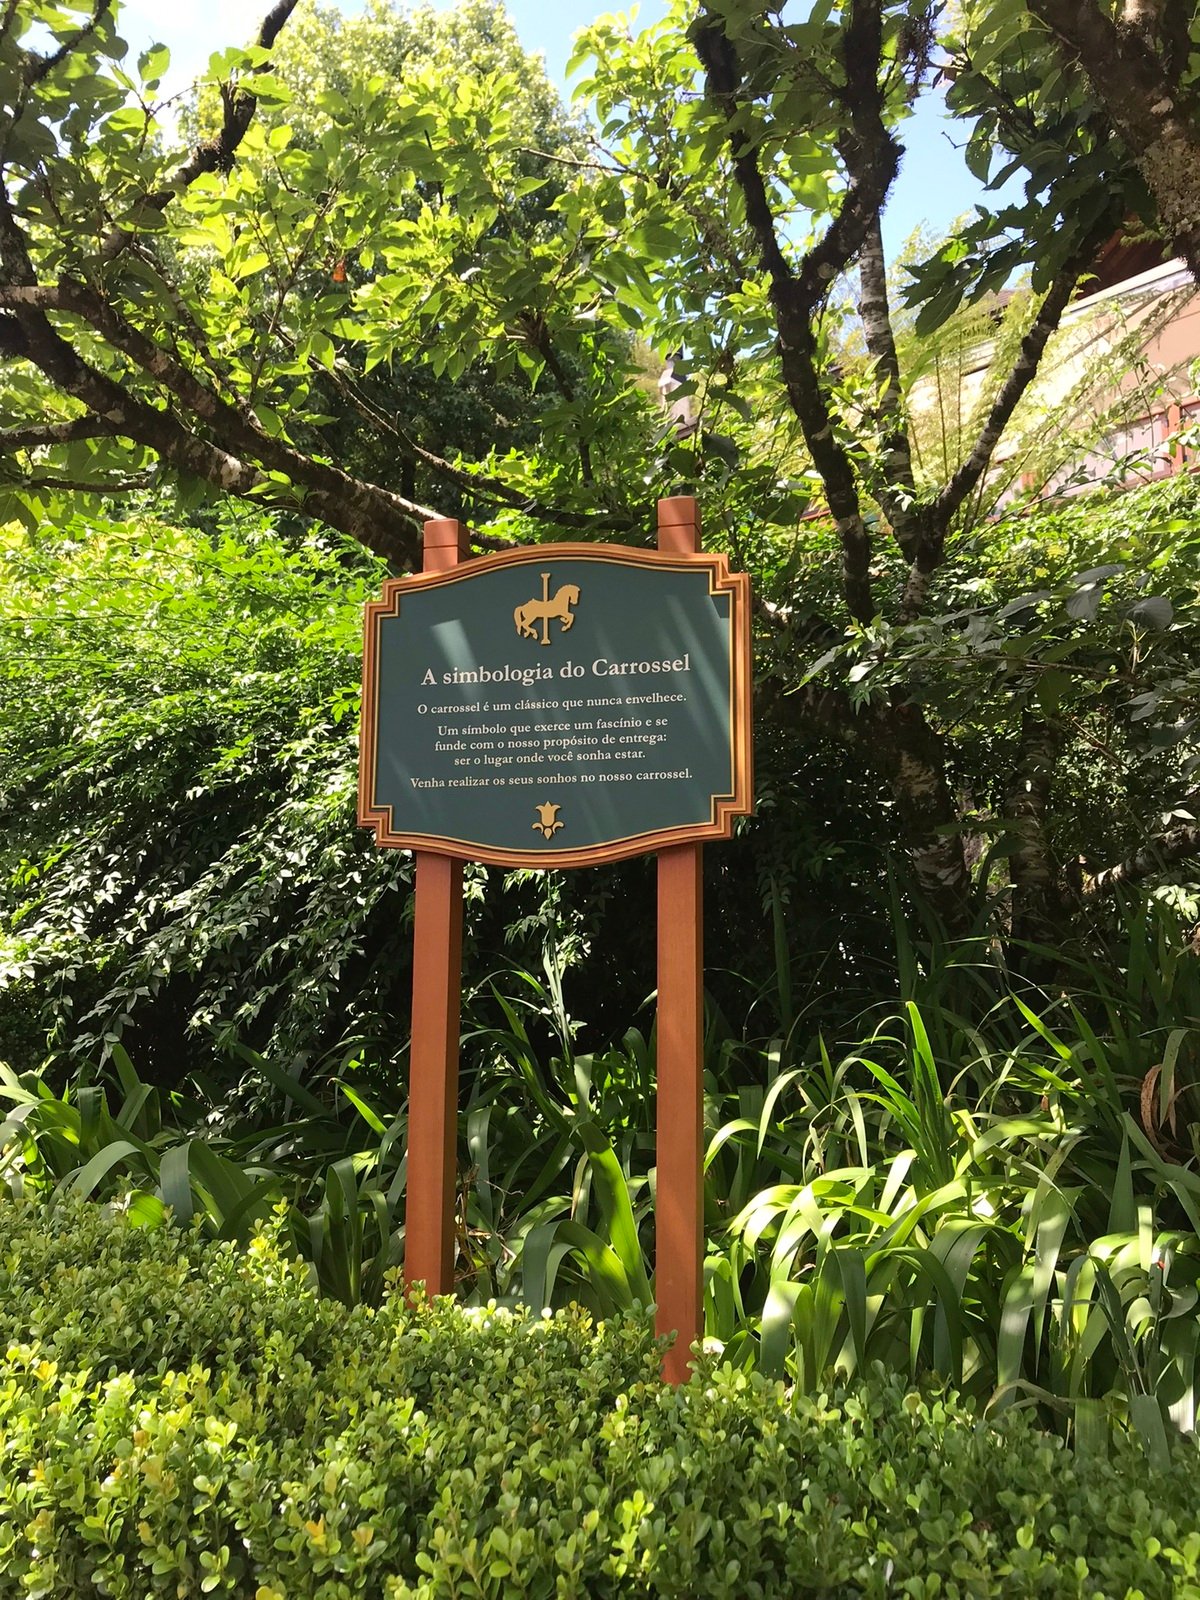 A simbologia do Carrossel
O carrossel é um clássico que nunca envelhece.
Um símbolo que exerce um fascínio e se
funde com o nosso propósito de entrega:
ser o lugar onde você sonha estar.
Venha realizar os seus sonhos no nosso carrossel.